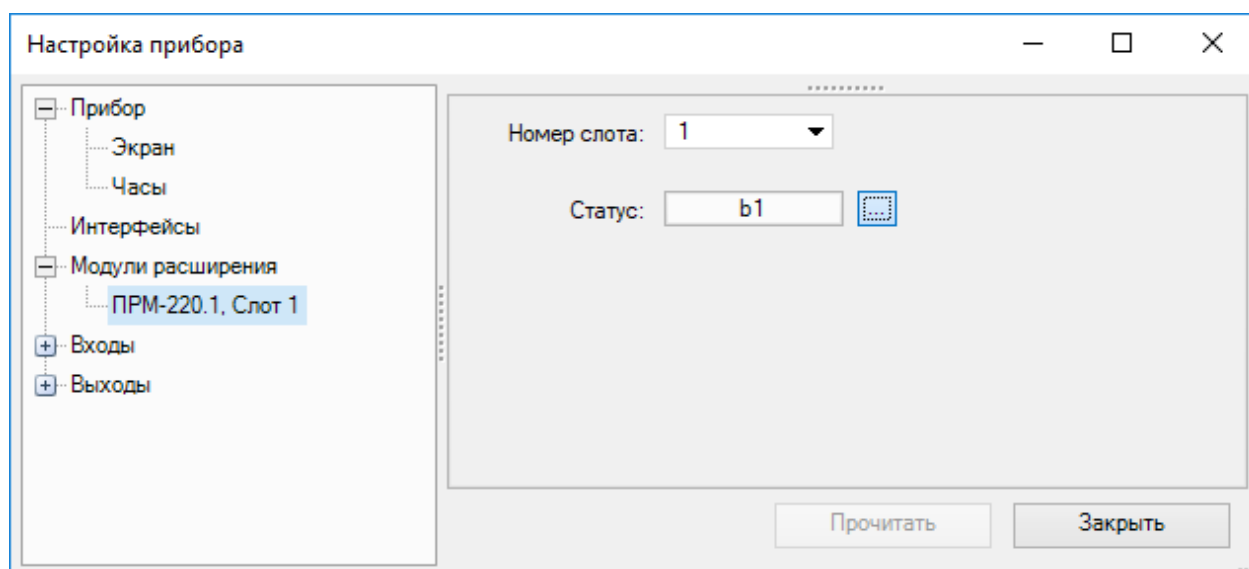 Настройка прибора
Прибор
Экран
Часы
Интерфейсы
Модули расширения
ПРМ-220.1, Слот 1
Входы
Выходы
Номер слота: 1
Статус: b1 ...
Прочитать Закрыть